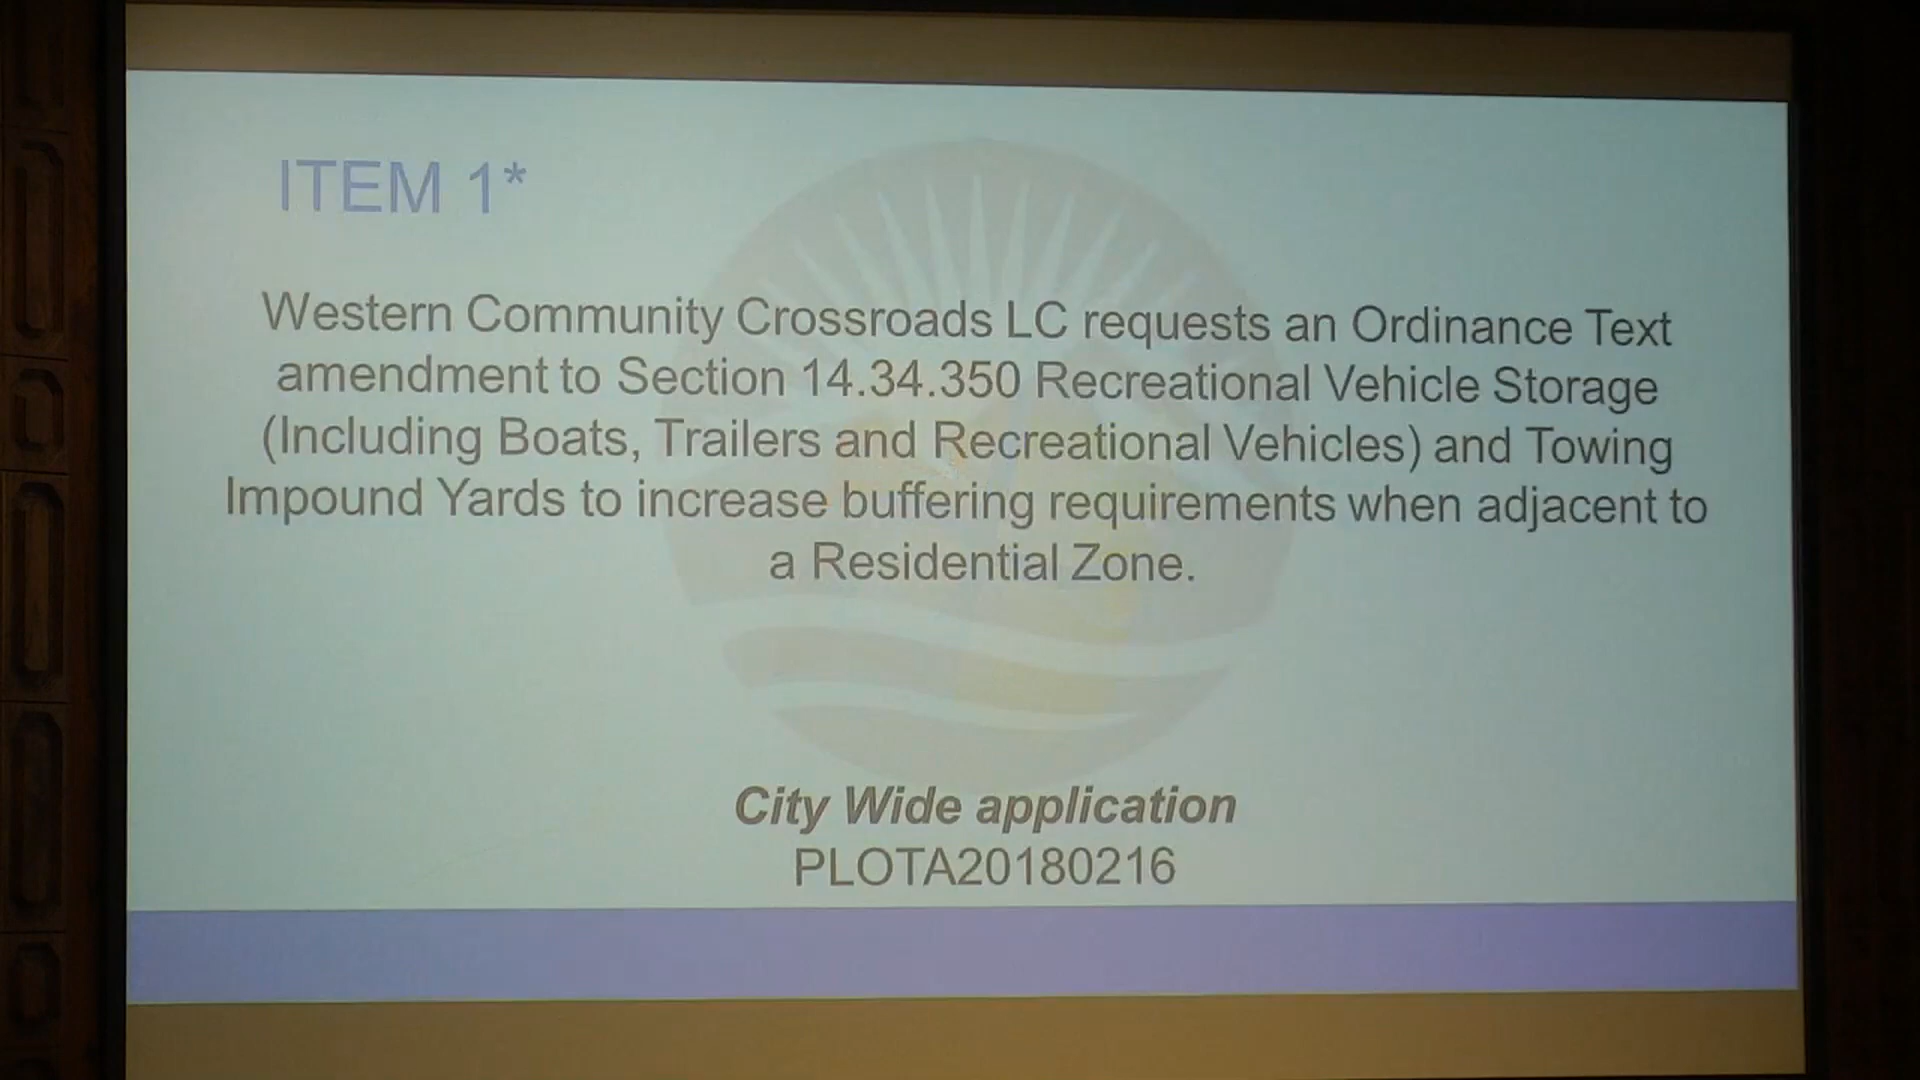 ITEM 1*
Western Community Crossroads LC requests an Ordinance Text
amendment to Section 14.34.350 Recreational Vehicle Storage
(Including Boats, Trailers and Recreational Vehicles) and Towing
Impound Yards to increase buffering requirements when adjacent to
a Residential Zone.
City Wide application
PLOTA20180216